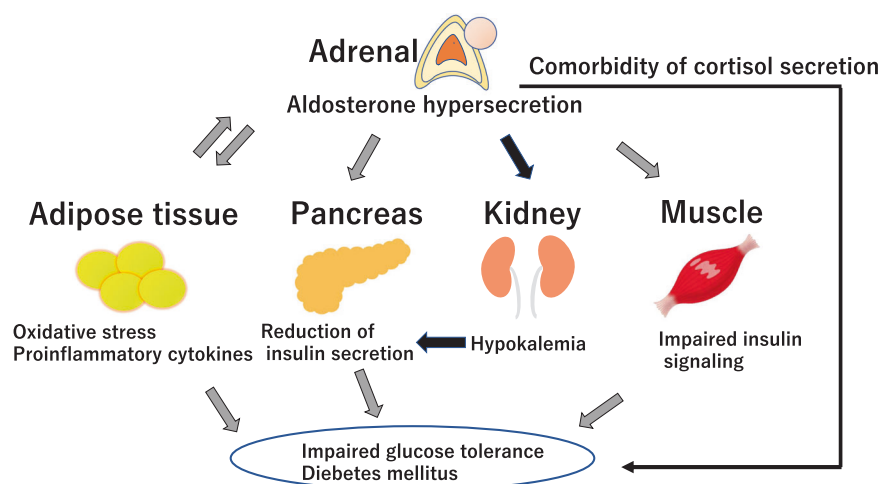 Adrenal
Comorbidity of cortisol secretion
Aldosterone hypersecretion
Adipose tissue
Pancreas
Kidney
Muscle
Oxidative stress
Proinflammatory cytokines
Reduction of
insulin secretion
Hypokalemia
Impaired insulin
signaling
Impaired glucose tolerance
Diebetes mellitus